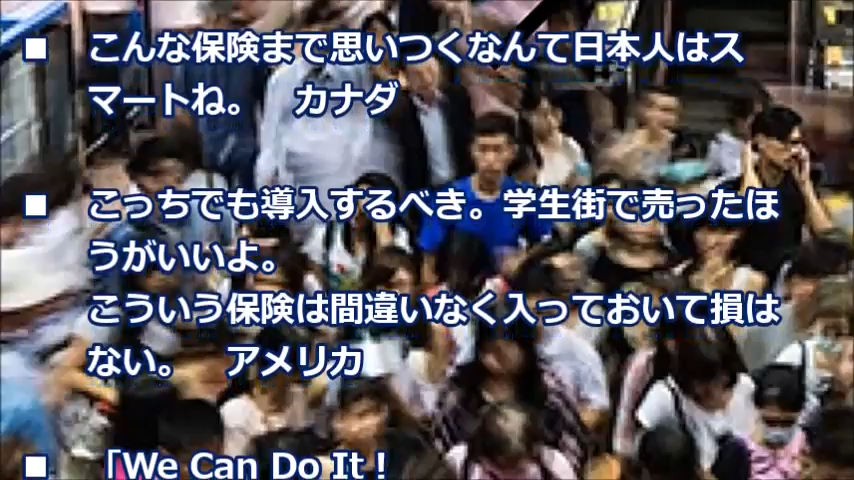 ■ こんな保険まで思いつくなんて日本人はス
マートね。 カナダ
■ こっちでも導入するべき。学生街で売ったほ
うがいいよ。
こういう保険は間違いなく入っておいて損は
ない。 アメリカ
■ 「We Can Do It！